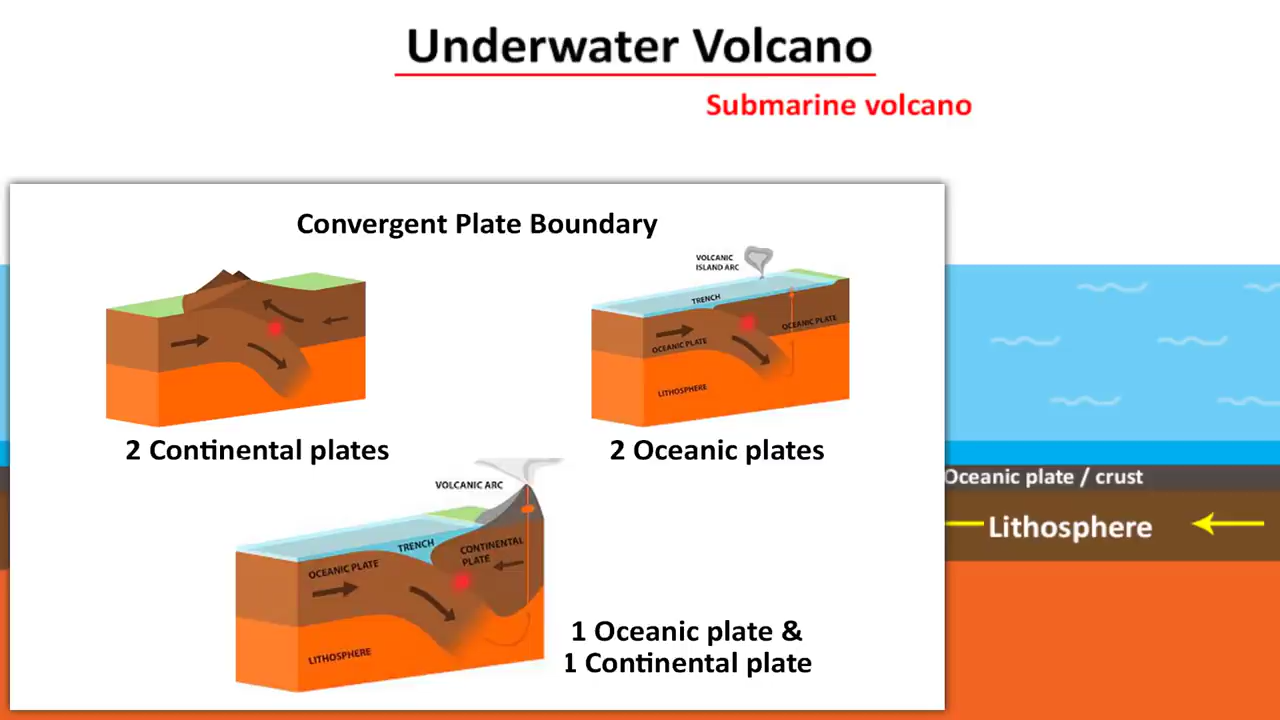 Underwater Volcano
Submarine volcano
Convergent Plate Boundary
VOLCANIC
ISLAND ARC
TRENCH
OCEANIC PLATE
OCEANIC PLATE
LITHOSPHERE
2 Continental plates
2 Oceanic plates
VOLCANIC ARC
TRENCH
CONTINENTAL
PLATE
OCEANIC PLATE
LITHOSPHERE
1 Oceanic plate &
1 Continental plate
Oceanic plate / crust
Lithosphere